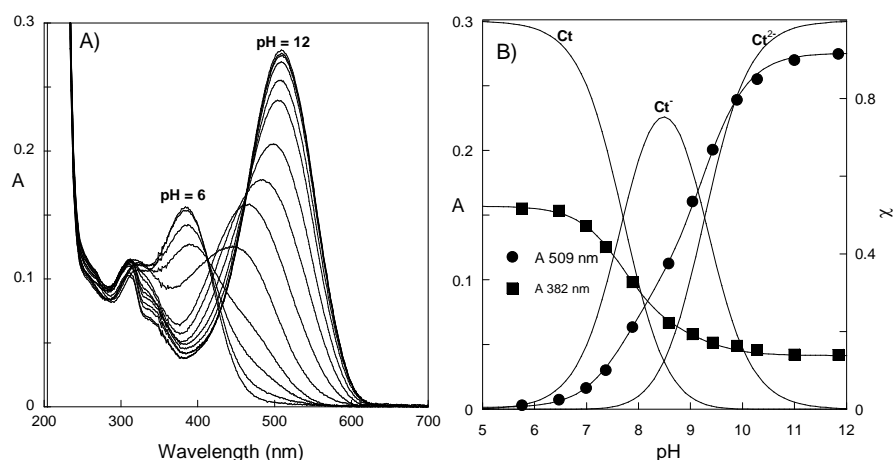 A)
pH = 12
pH = 6
A
0.3
0.2
0.1
0
200 300 400 500 600 700
Wavelength (nm)
B)
Ct
Ct⁻
Ct²⁻
A 509 nm
A 382 nm
A
0.3
0.2
0.1
0
0.8
0.4
0
χ
5 6 7 8 9 10 11 12
pH